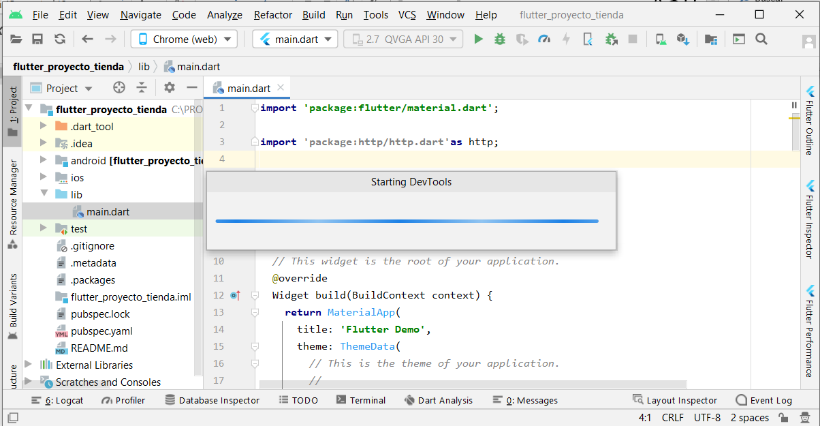 File Edit View Navigate Code Analyze Refactor Build Run Tools VCS Window Help flutter_proyecto_tienda
Chrome (web) main.dart 2.7 QVGA API 30
flutter_proyecto_tienda lib main.dart
1: Project
Resource Manager
Build Variants
Project
flutter_proyecto_tienda C:\PRO
.dart_tool
.idea
android [flutter_proyecto_tie
ios
lib
main.dart
test
.gitignore
.metadata
.packages
flutter_proyecto_tienda.iml
pubspec.lock
pubspec.yaml
README.md
External Libraries
Scratches and Consoles
main.dart
1 import 'package:flutter/material.dart';
2
3 import 'package:http/http.dart'as http;
4
Starting DevTools
10 // This widget is the root of your application.
11 @override
12 Widget build(BuildContext context) {
13 return MaterialApp(
14 title: 'Flutter Demo',
15 theme: ThemeData(
16 // This is the theme of your application.
17 //
Flutter Outline
Flutter Inspector
Flutter Performance
6: Logcat Profiler Database Inspector TODO Terminal Dart Analysis 0: Messages Layout Inspector Event Log
4:1 CRLF UTF-8 2 spaces